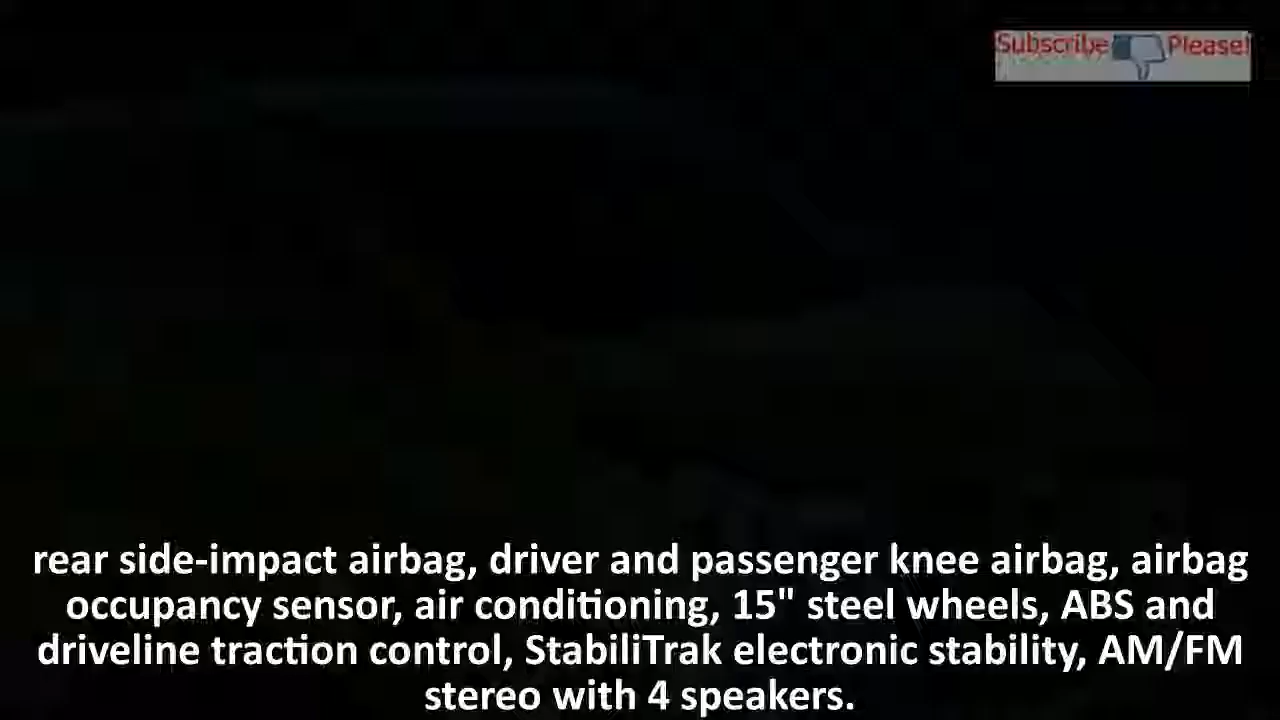 Subscribe Please!
rear side-impact airbag, driver and passenger knee airbag, airbag
occupancy sensor, air conditioning, 15" steel wheels, ABS and
driveline traction control, StabiliTrak electronic stability, AM/FM
stereo with 4 speakers.